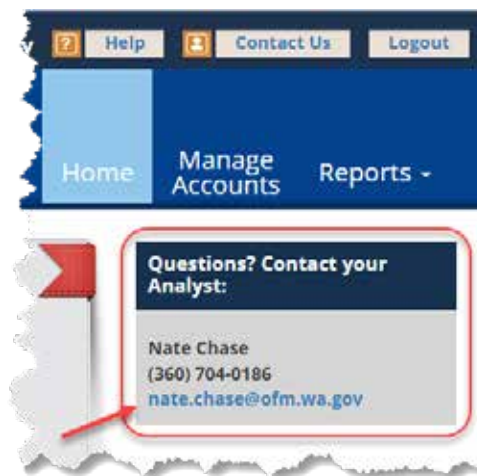 Help Contact Us Logout
Home Manage Accounts Reports
Questions? Contact your
Analyst:
Nate Chase
(360) 704-0186
nate.chase@ofm.wa.gov